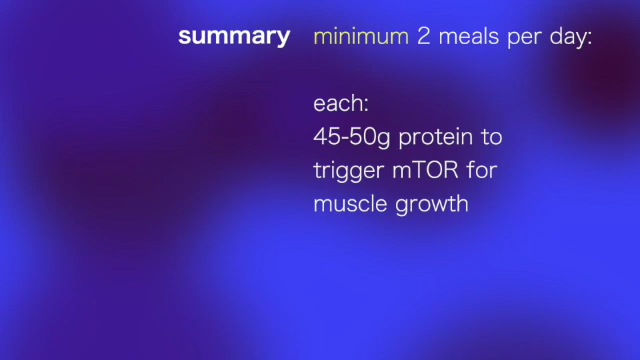 summary minimum 2 meals per day:
each:
45-50g protein to
trigger mTOR for
muscle growth